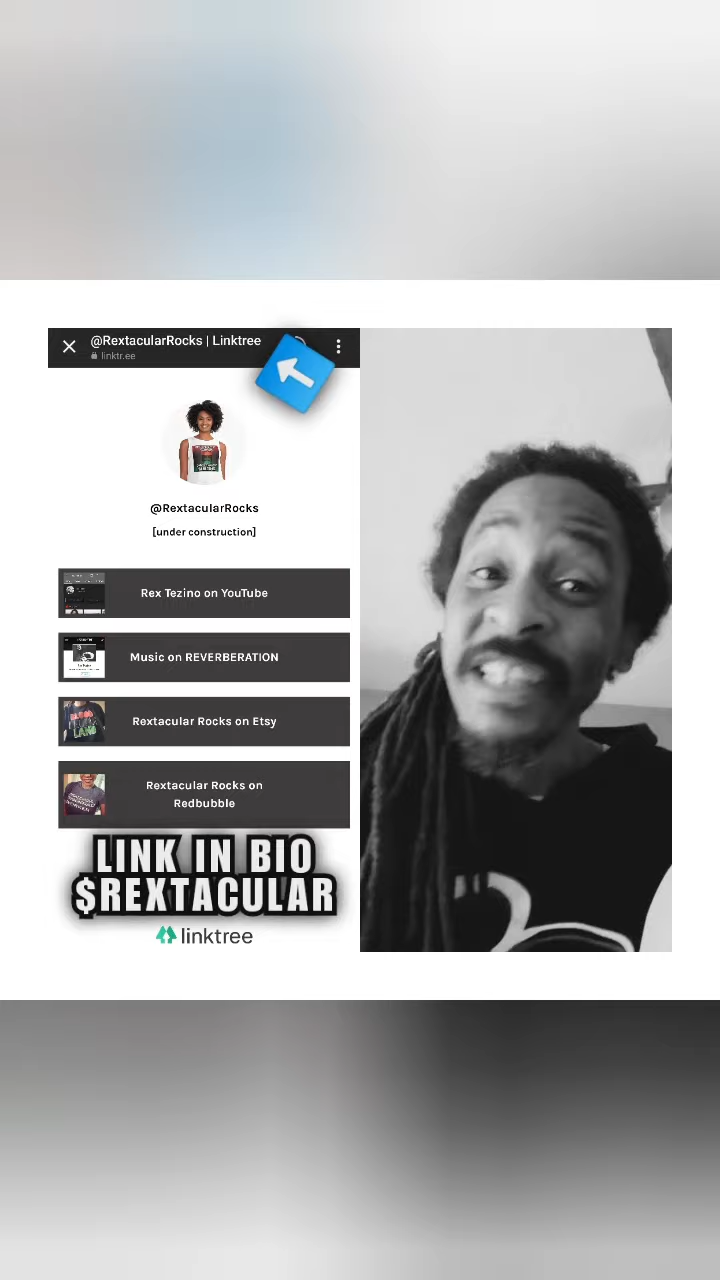 @RextacularRocks | Linktree
linktr.ee
@RextacularRocks
[under construction]
Rex Tezino on YouTube
Music on REVERBERATION
Rextacular Rocks on Etsy
Rextacular Rocks on
Redbubble
LINK IN BIO
$REXTACULAR
linktree